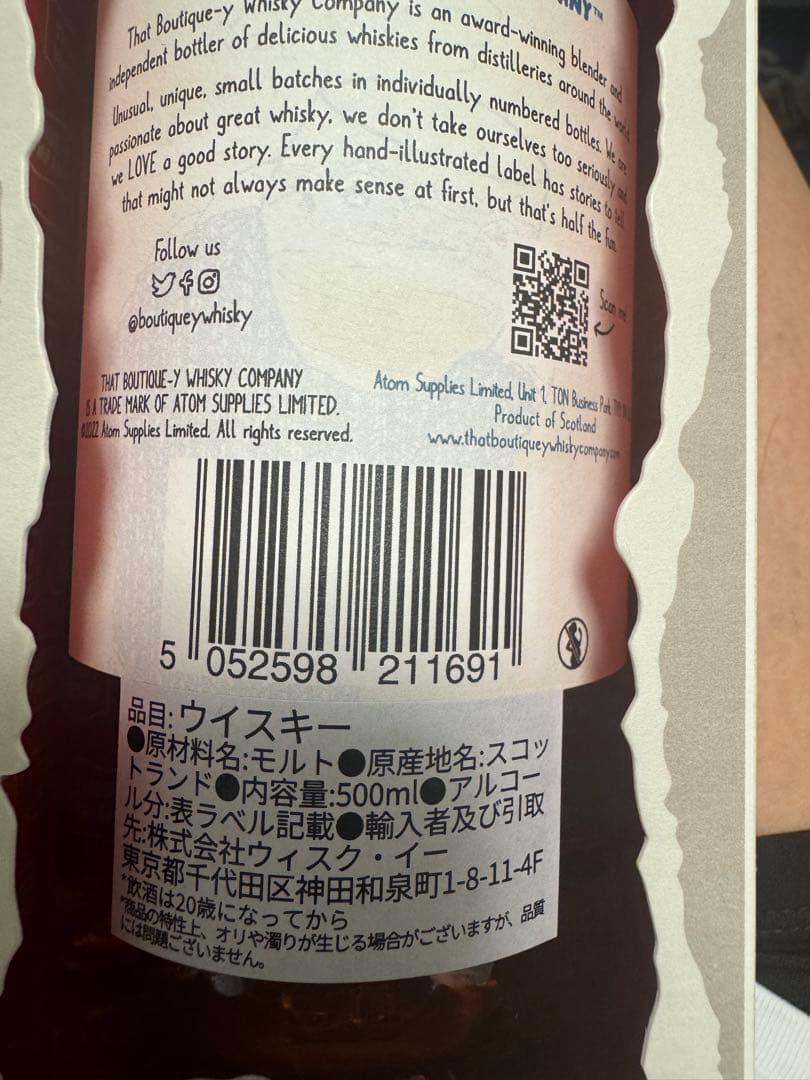 NY™
That Boutique-y Whisky Company is an award-winning blender and
independent bottler of delicious whiskies from distilleries around the world.
Unusual, unique, small batches in individually numbered bottles. We are
passionate about great whisky, we don't take ourselves too seriously and
we LOVE a good story. Every hand-illustrated label has stories to tell
that might not always make sense at first, but that's half the fun.
Follow us
@boutiqueywhisky
Scan me!
THAT BOUTIQUE-Y WHISKY COMPANY
IS A TRADE MARK OF ATOM SUPPLIES LIMITED.
©2022 Atom Supplies Limited. All rights reserved.
Atom Supplies Limited, Unit 1, TON Business Park,
Product of Scotland
www.thatboutiqueywhiskycompany.com
5 052598 211691
品目:ウイスキー
●原材料名:モルト●原産地名:スコッ
トランド●内容量:500ml●アルコー
ル分:表ラベル記載●輸入者及び引取
先:株式会社ウィスク・イー
東京都千代田区神田和泉町1-8-11-4F
*飲酒は20歳になってから
*商品の特性上、オリや濁りが生じる場合がございますが、品質
には問題ございません。